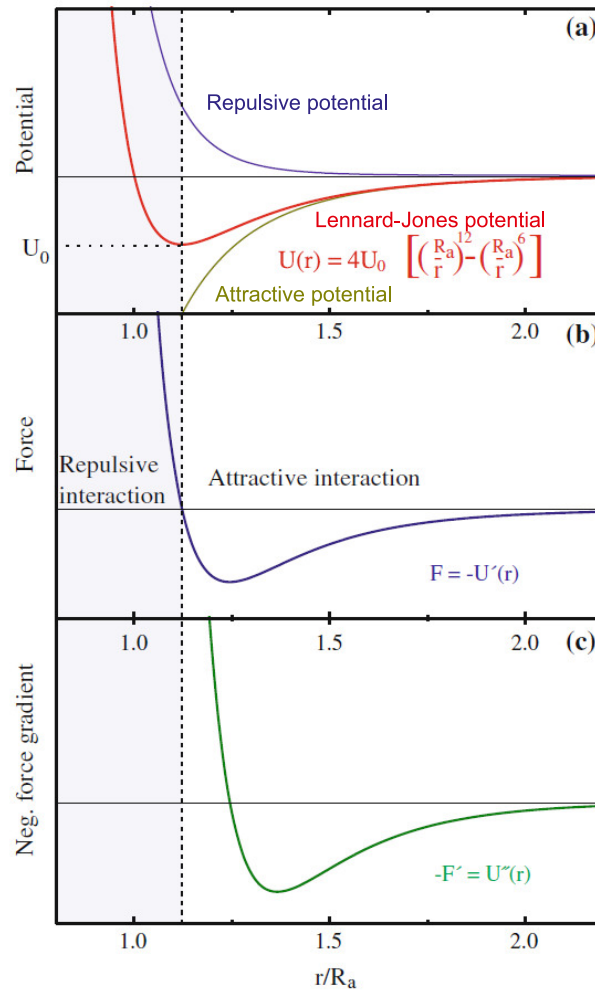 (a)
Potential
Repulsive potential
Lennard-Jones potential
U₀
U(r) = 4U₀ [(Rₐ/r)¹² - (Rₐ/r)⁶]
Attractive potential
1.0 1.5 2.0
(b)
Force
Repulsive
interaction
Attractive interaction
F = -U´(r)
1.0 1.5 2.0
(c)
Neg. force gradient
-F´ = U˝(r)
1.0 1.5 2.0
r/Rₐ